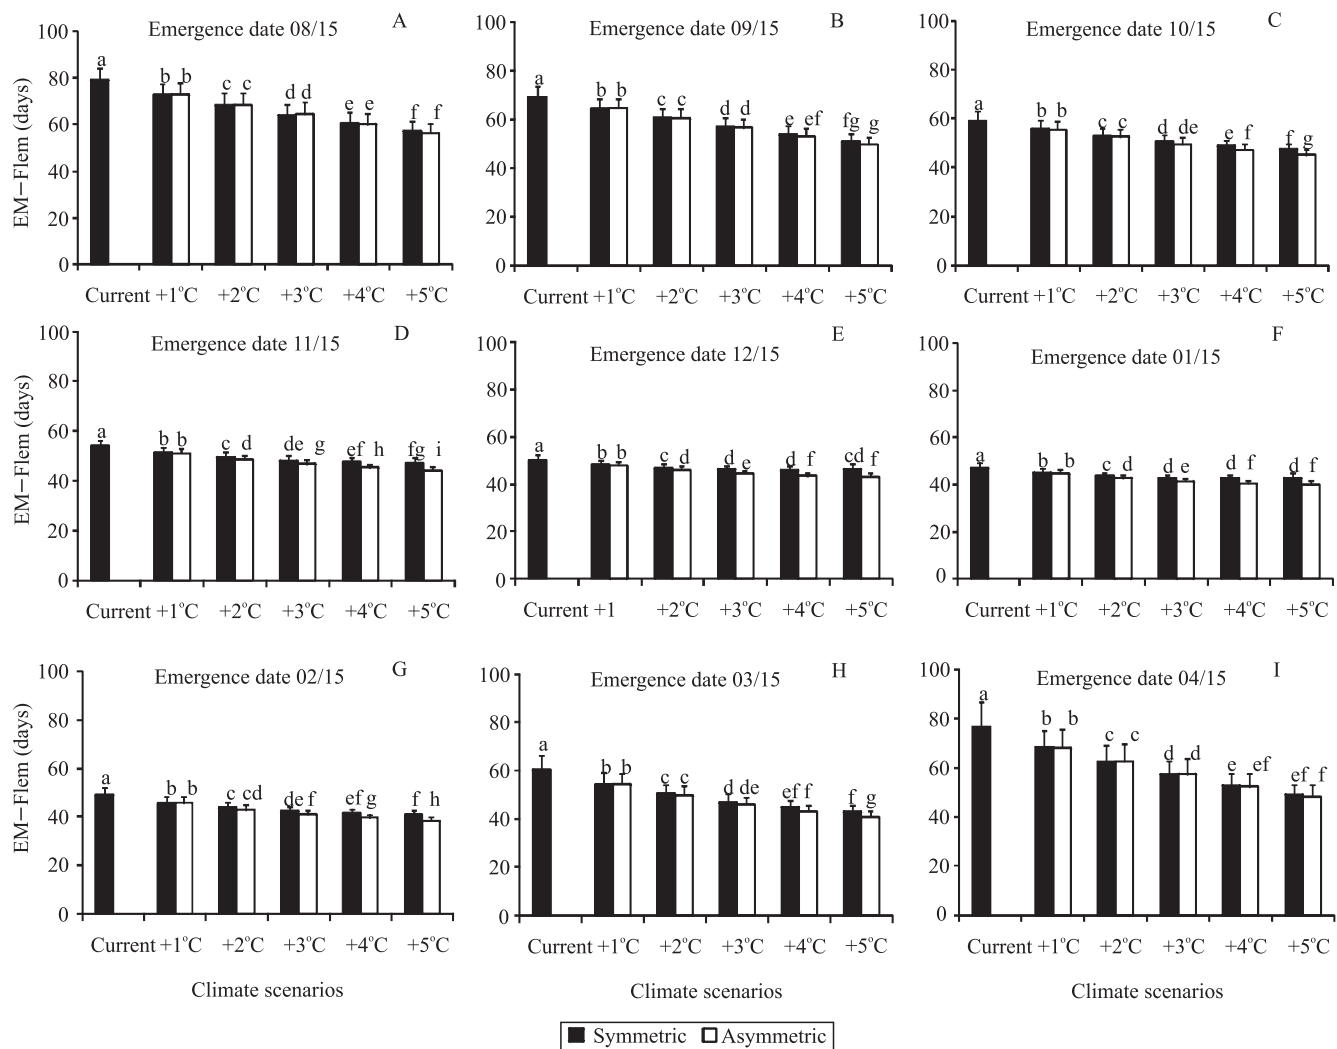 A B C
Emergence date 08/15 Emergence date 09/15 Emergence date 10/15
EM−Flem (days)
100 80 60 40 20 0
a b b c c d d e e f f
Current +1°C +2°C +3°C +4°C +5°C
100 80 60 40 20 0
a b b c c d d e ef fg g
Current +1°C +2°C +3°C +4°C +5°C
100 80 60 40 20 0
a b b c c d de e f f g
Current +1°C +2°C +3°C +4°C +5°C
D E F
Emergence date 11/15 Emergence date 12/15 Emergence date 01/15
EM−Flem (days)
100 80 60 40 20 0
a b b c d de g ef h fg i
Current +1°C +2°C +3°C +4°C +5°C
100 80 60 40 20 0
a b b c d d e d f cd f
Current +1 +2°C +3°C +4°C +5°C
100 80 60 40 20 0
a b b c d d e d f d f
Current +1°C +2°C +3°C +4°C +5°C
G H I
Emergence date 02/15 Emergence date 03/15 Emergence date 04/15
EM−Flem (days)
100 80 60 40 20 0
a b b c cd de f ef g f h
Current +1°C +2°C +3°C +4°C +5°C
100 80 60 40 20 0
a b b c c d de ef f f g
Current +1°C +2°C +3°C +4°C +5°C
100 80 60 40 20 0
a b b c c d d e ef ef f
Current +1°C +2°C +3°C +4°C +5°C
Climate scenarios Climate scenarios Climate scenarios
Symmetric Asymmetric